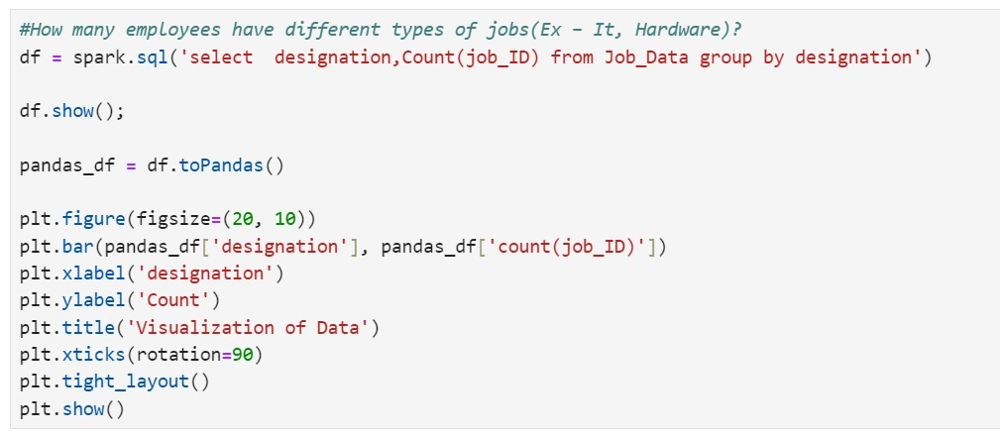 #How many employees have different types of jobs(Ex – It, Hardware)?
df = spark.sql('select  designation,Count(job_ID) from Job_Data group by designation')
df.show();
pandas_df = df.toPandas()
plt.figure(figsize=(20, 10))
plt.bar(pandas_df['designation'], pandas_df['count(job_ID)'])
plt.xlabel('designation')
plt.ylabel('Count')
plt.title('Visualization of Data')
plt.xticks(rotation=90)
plt.tight_layout()
plt.show()